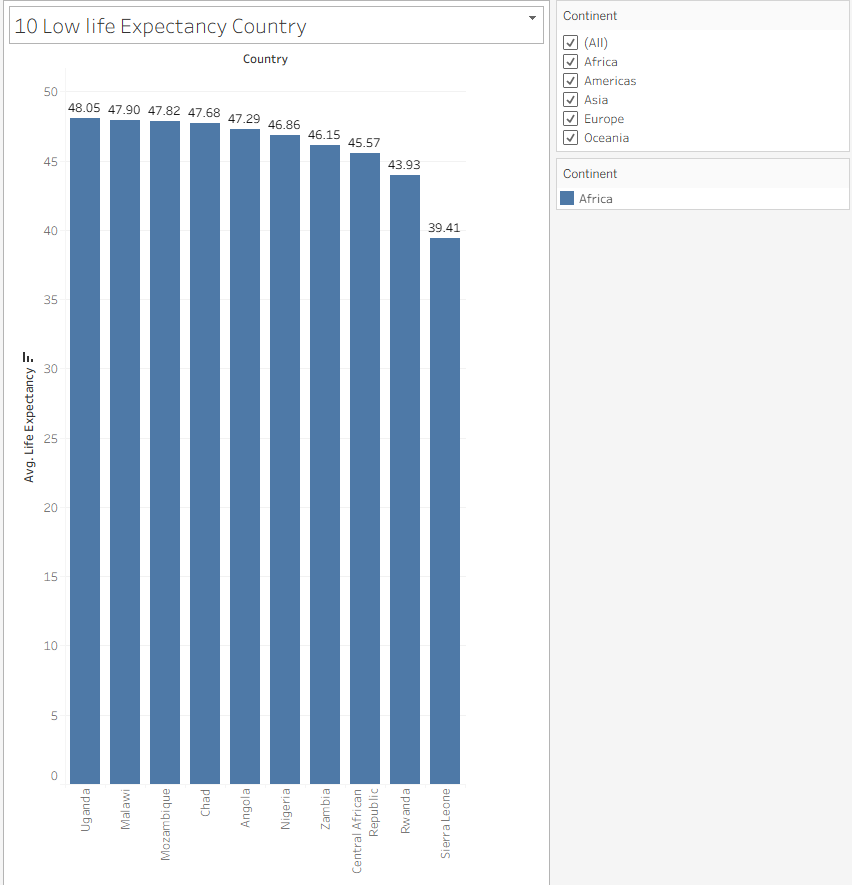 10 Low life Expectancy Country
Country
Avg. Life Expectancy
50
45
40
35
30
25
20
15
10
5
0
48.05
47.90
47.82
47.68
47.29
46.86
46.15
45.57
43.93
39.41
Uganda
Malawi
Mozambique
Chad
Angola
Nigeria
Zambia
Central African
Republic
Rwanda
Sierra Leone
Continent
(All)
Africa
Americas
Asia
Europe
Oceania
Continent
Africa